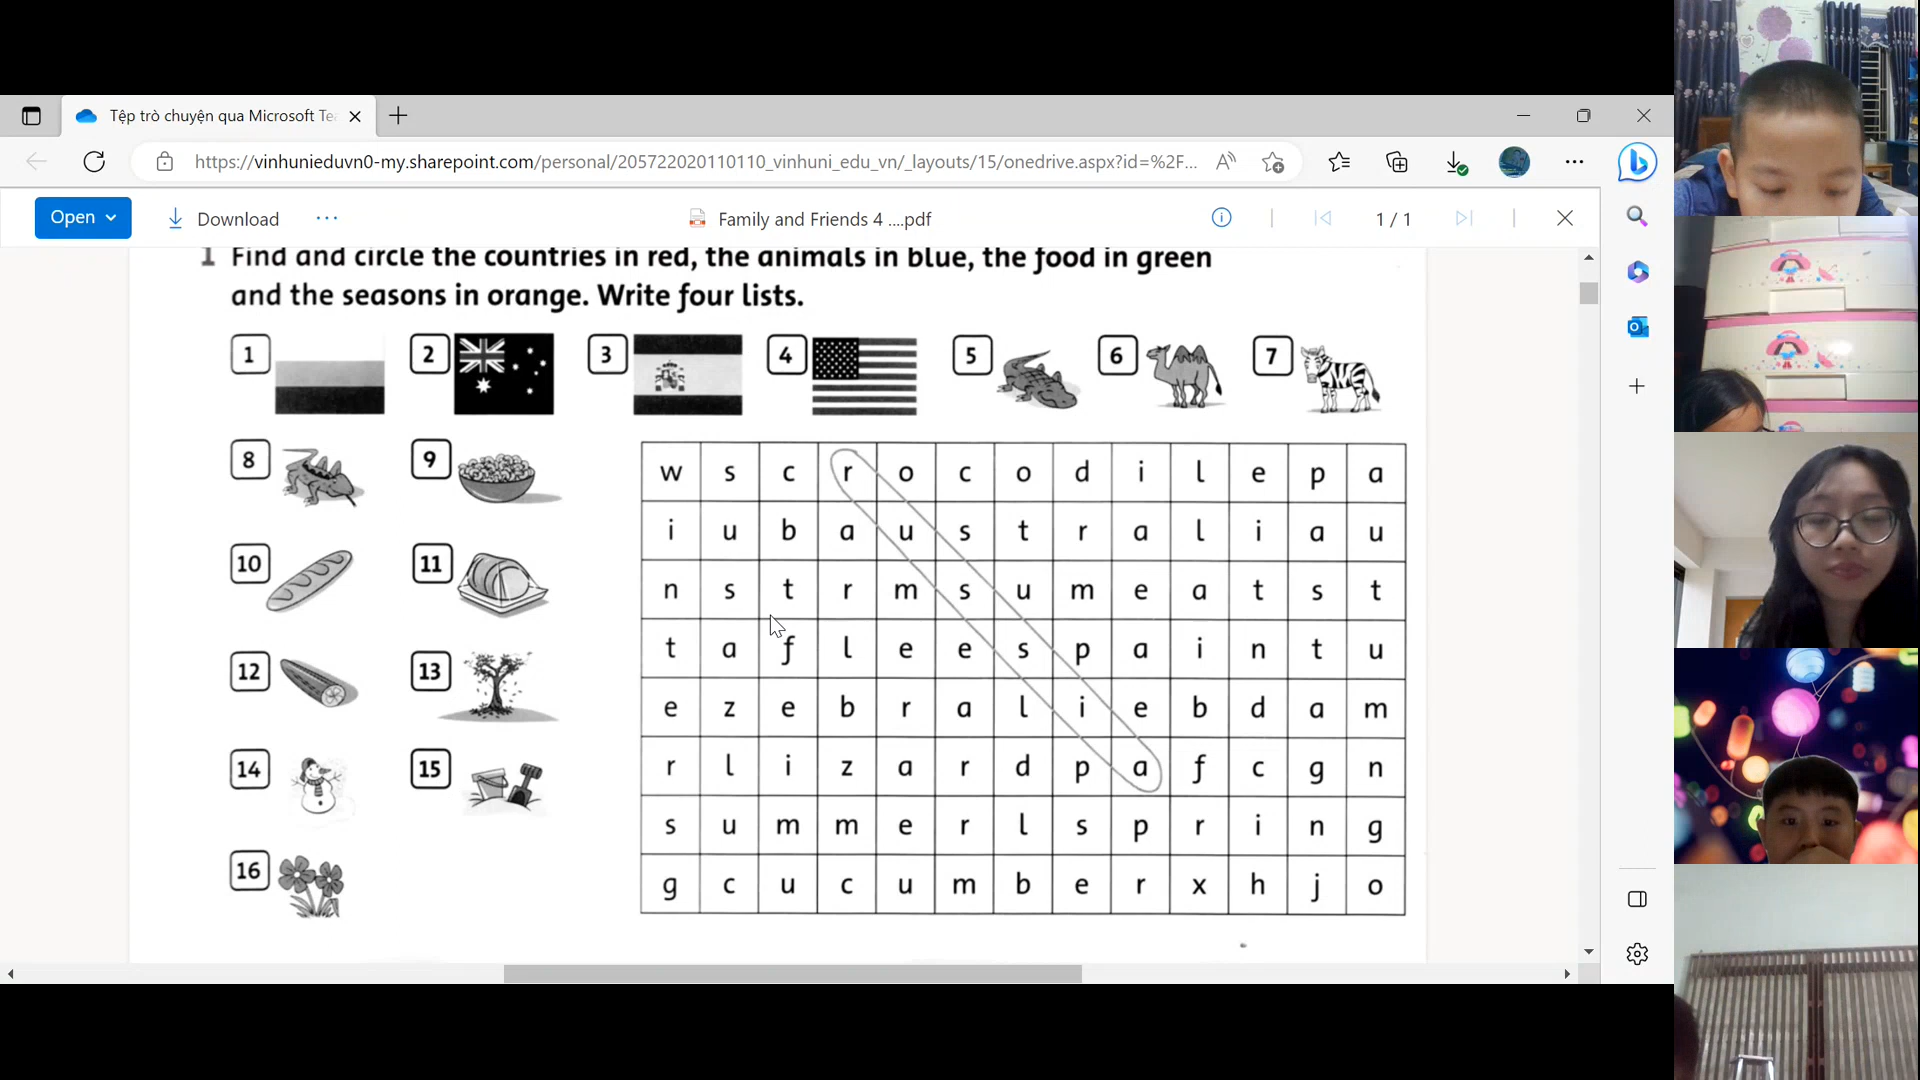 Tệp trò chuyện qua Microsoft Te
https://vinhunieduvn0-my.sharepoint.com/personal/205722020110110_vinhuni_edu_vn/_layouts/15/onedrive.aspx?id=%2F...
Open
Download
Family and Friends 4 ....pdf
1 / 1
1 Find and circle the countries in red, the animals in blue, the food in green
and the seasons in orange. Write four lists.
1 2 3 4 5 6 7
8 9
10 11
12 13
14 15
16
w s c r o c o d i l e p a
i u b a u s t r a l i a u
n s t r m s u m e a t s t
t a f l e e s p a i n t u
e z e b r a l i e b d a m
r l i z a r d p a f c g n
s u m m e r l s p r i n g
g c u c u m b e r x h j o